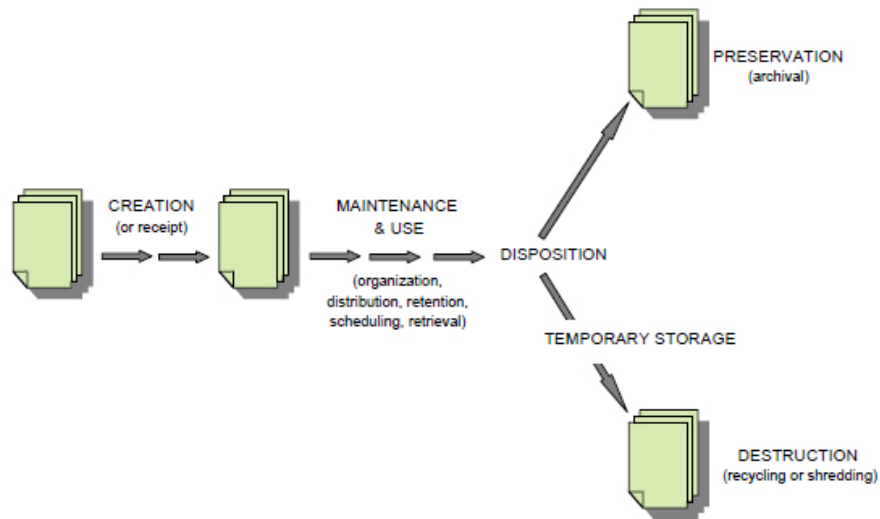 PRESERVATION
(archival)
CREATION
(or receipt)
MAINTENANCE
& USE
(organization,
distribution, retention,
scheduling, retrieval)
DISPOSITION
TEMPORARY STORAGE
DESTRUCTION
(recycling or shredding)